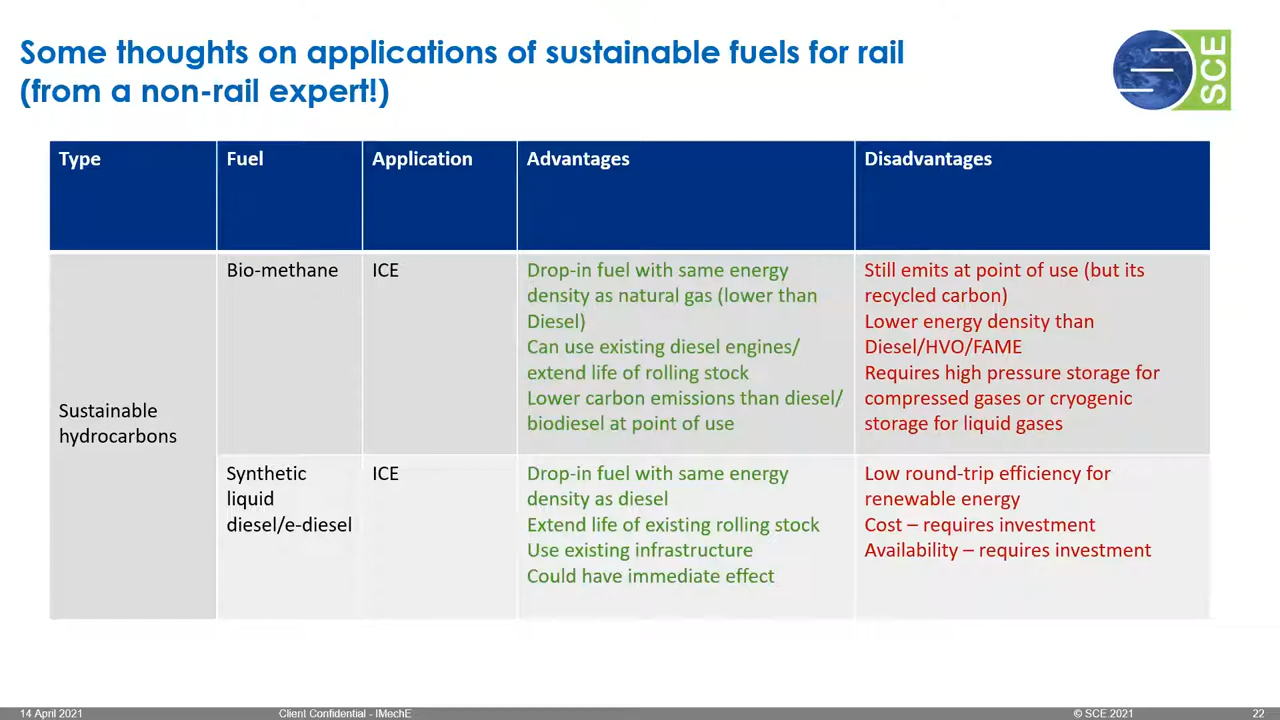 Some thoughts on applications of sustainable fuels for rail
(from a non-rail expert!)
SCE
Type
Fuel
Application
Advantages
Disadvantages
Sustainable
hydrocarbons
Bio-methane
ICE
Drop-in fuel with same energy
density as natural gas (lower than
Diesel)
Can use existing diesel engines/
extend life of rolling stock
Lower carbon emissions than diesel/
biodiesel at point of use
Still emits at point of use (but its
recycled carbon)
Lower energy density than
Diesel/HVO/FAME
Requires high pressure storage for
compressed gases or cryogenic
storage for liquid gases
Synthetic
liquid
diesel/e-diesel
ICE
Drop-in fuel with same energy
density as diesel
Extend life of existing rolling stock
Use existing infrastructure
Could have immediate effect
Low round-trip efficiency for
renewable energy
Cost – requires investment
Availability – requires investment
14 April 2021
Client Confidential - IMechE
© SCE 2021
22